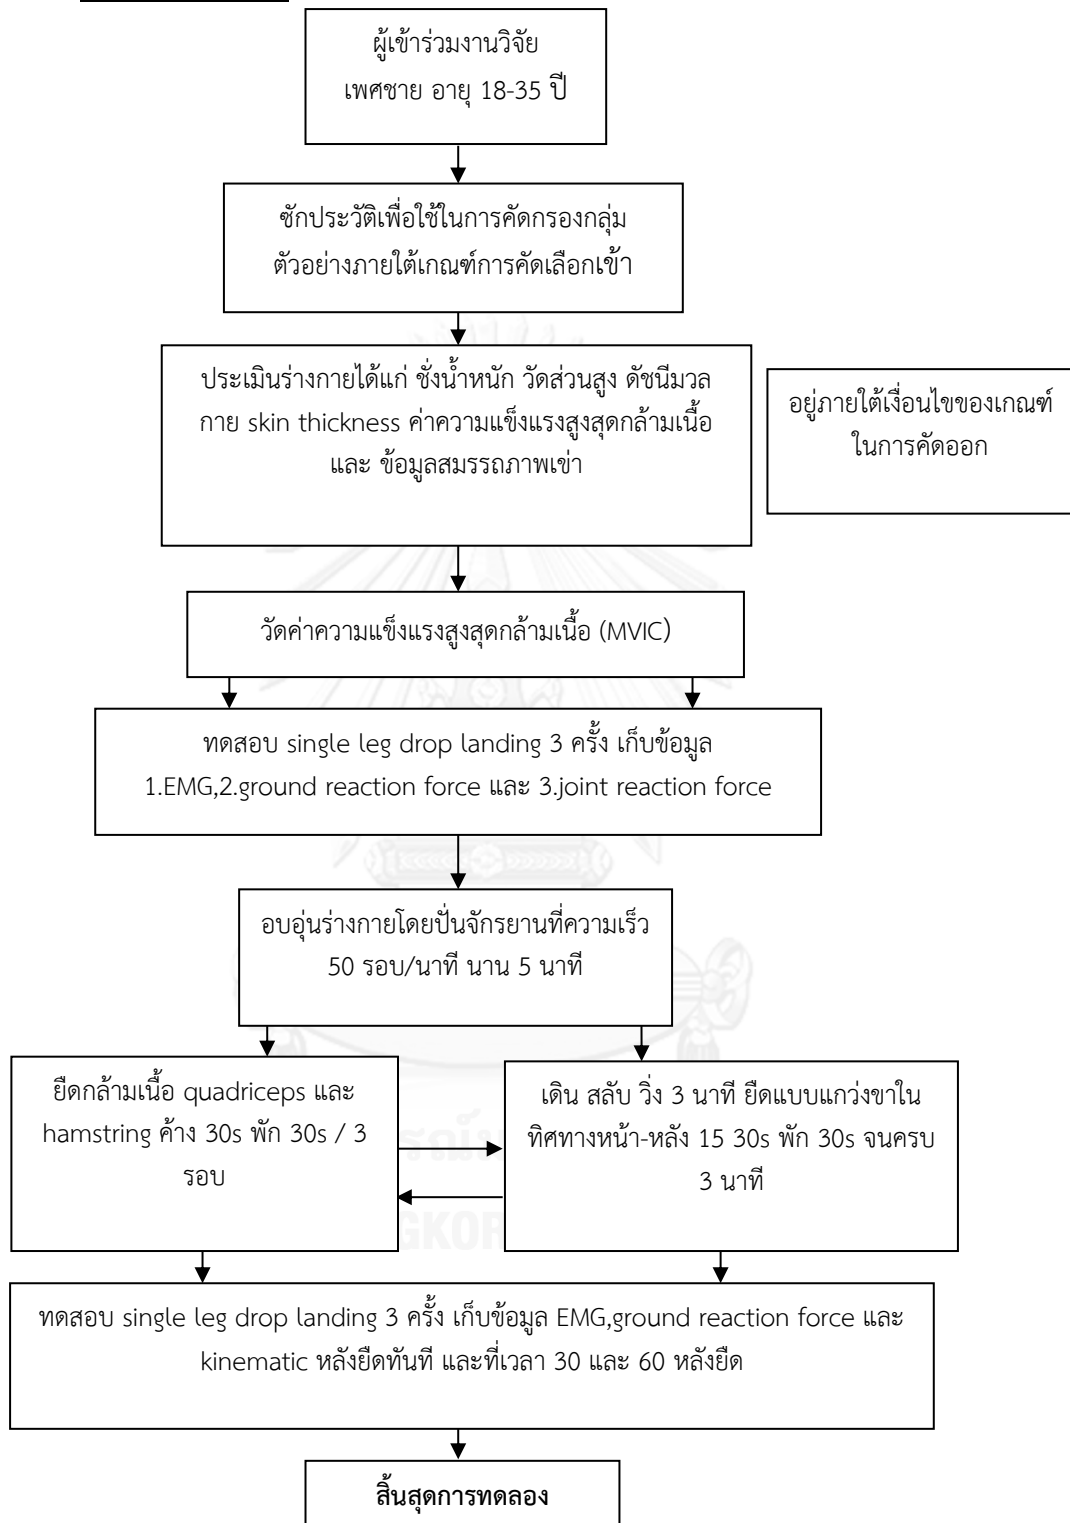 ผู้เข้าร่วมงานวิจัย
เพศชาย อายุ 18-35 ปี
ซักประวัติเพื่อใช้ในการคัดกรองกลุ่ม
ตัวอย่างภายใต้เกณฑ์การคัดเลือกเข้า
ประเมินร่างกายได้แก่ ชั่งน้ำหนัก วัดส่วนสูง ดัชนีมวล
กาย skin thickness ค่าความแข็งแรงสูงสุดกล้ามเนื้อ
และ ข้อมูลสมรรถภาพเข่า
อยู่ภายใต้เงื่อนไขของเกณฑ์
ในการคัดออก
วัดค่าความแข็งแรงสูงสุดกล้ามเนื้อ (MVIC)
ทดสอบ single leg drop landing 3 ครั้ง เก็บข้อมูล
1.EMG,2.ground reaction force และ 3.joint reaction force
อบอุ่นร่างกายโดยปั่นจักรยานที่ความเร็ว
50 รอบ/นาที นาน 5 นาที
ยืดกล้ามเนื้อ quadriceps และ
hamstring ค้าง 30s พัก 30s / 3
รอบ
เดิน สลับ วิ่ง 3 นาที ยืดแบบแกว่งขาใน
ทิศทางหน้า-หลัง 15 30s พัก 30s จนครบ
3 นาที
ทดสอบ single leg drop landing 3 ครั้ง เก็บข้อมูล EMG,ground reaction force และ
kinematic หลังยืดทันที และที่เวลา 30 และ 60 หลังยืด
สิ้นสุดการทดลอง